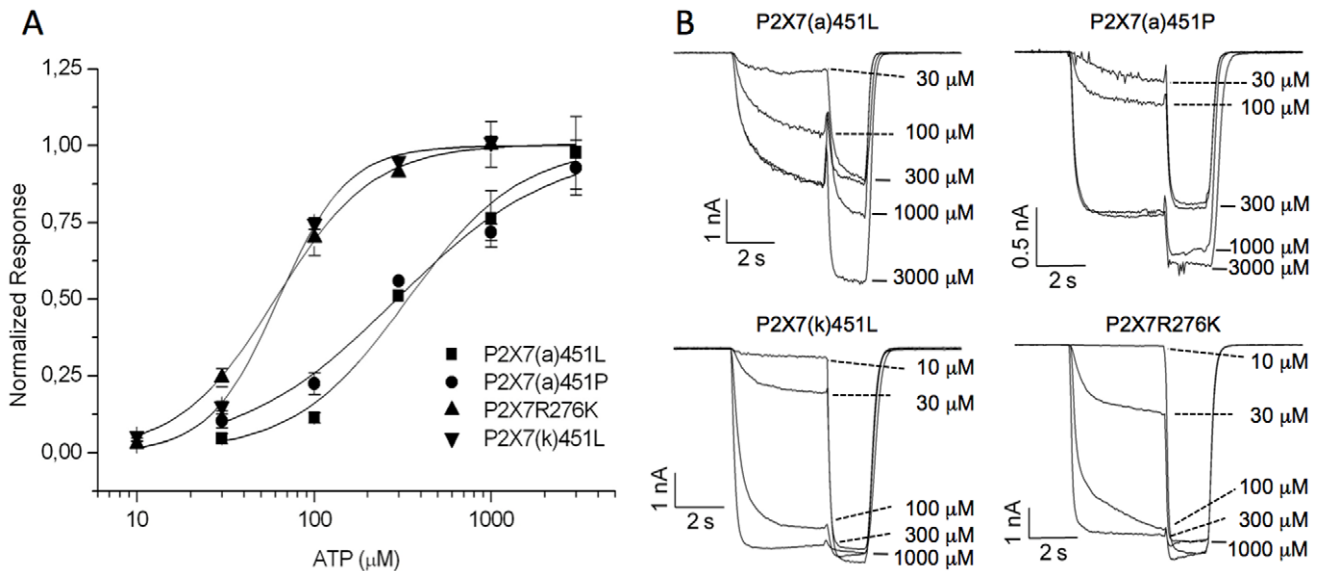 A
Normalized Response
1,25
1,00
0,75
0,50
0,25
0,00
10
100
1000
ATP (μM)
P2X7(a)451L
P2X7(a)451P
P2X7R276K
P2X7(k)451L
B
P2X7(a)451L
30 μM
100 μM
300 μM
1000 μM
3000 μM
1 nA
2 s
P2X7(a)451P
30 μM
100 μM
300 μM
1000 μM
3000 μM
0.5 nA
2 s
P2X7(k)451L
10 μM
30 μM
100 μM
300 μM
1000 μM
1 nA
2 s
P2X7R276K
10 μM
30 μM
100 μM
300 μM
1000 μM
1 nA
2 s